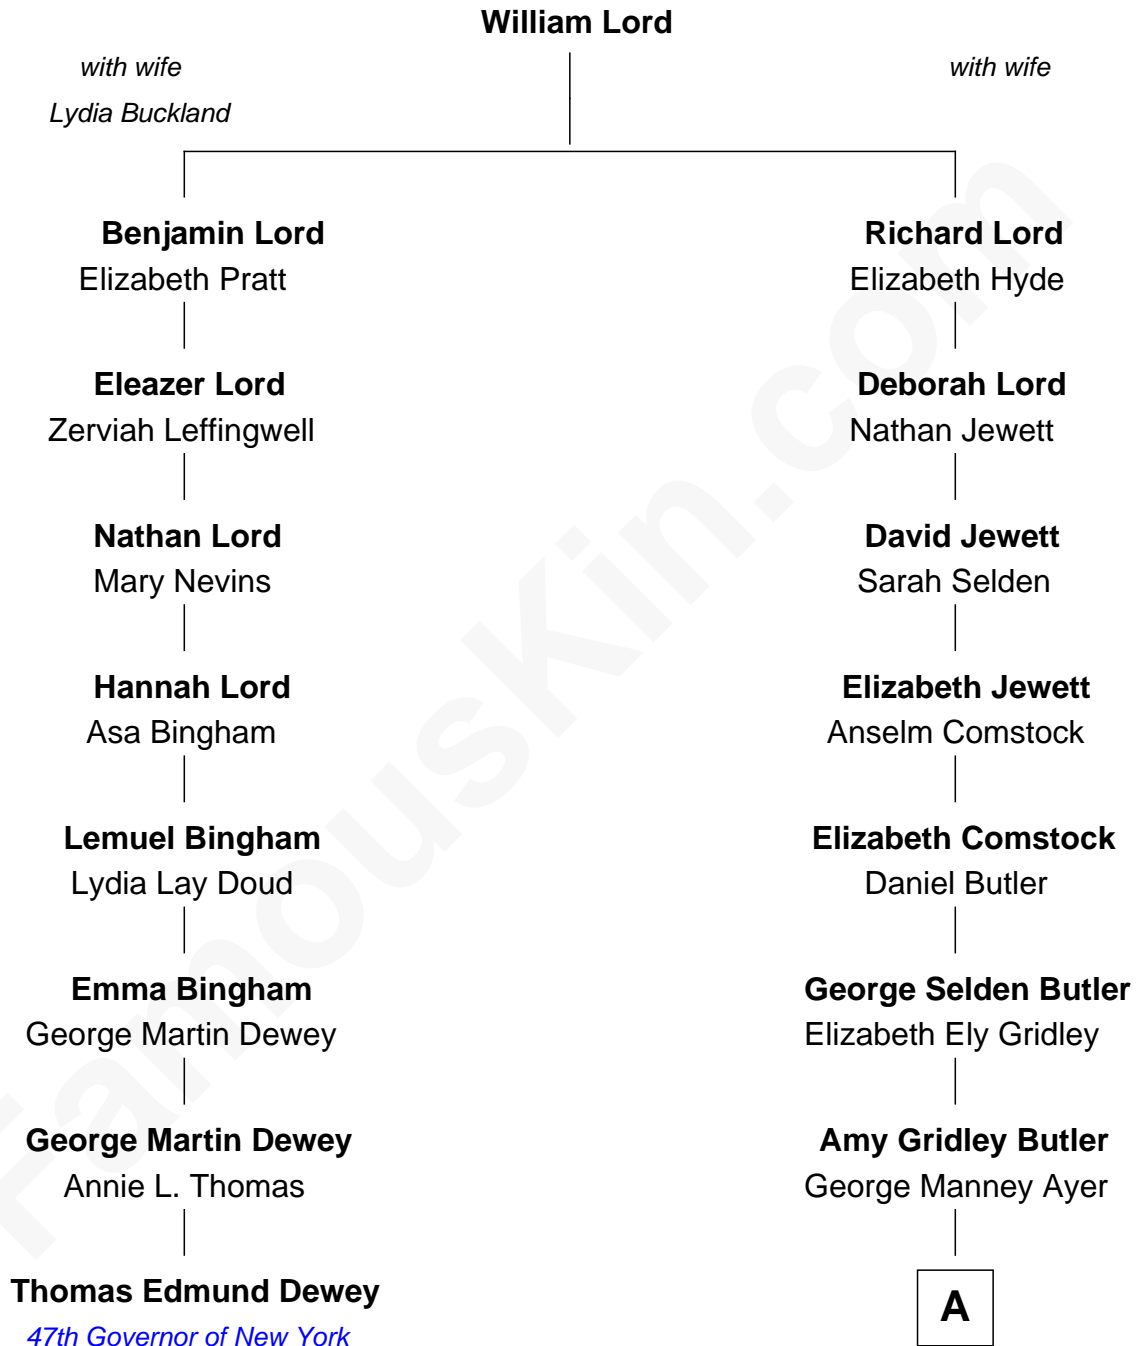 William Lord
with wife
with wife
Lydia Buckland
Benjamin Lord
Richard Lord
Elizabeth Pratt
Elizabeth Hyde
Eleazer Lord
Deborah Lord
Zerviah Leffingwell
Nathan Jewett
Nathan Lord
David Jewett
Mary Nevins
Sarah Selden
Hannah Lord
Elizabeth Jewett
Asa Bingham
Anselm Comstock
Lemuel Bingham
Elizabeth Comstock
Lydia Lay Doud
Daniel Butler
Emma Bingham
George Selden Butler
George Martin Dewey
Elizabeth Ely Gridley
George Martin Dewey
Amy Gridley Butler
Annie L. Thomas
George Manney Ayer
Thomas Edmund Dewey
A
47th Governor of New York
FamousKin.com